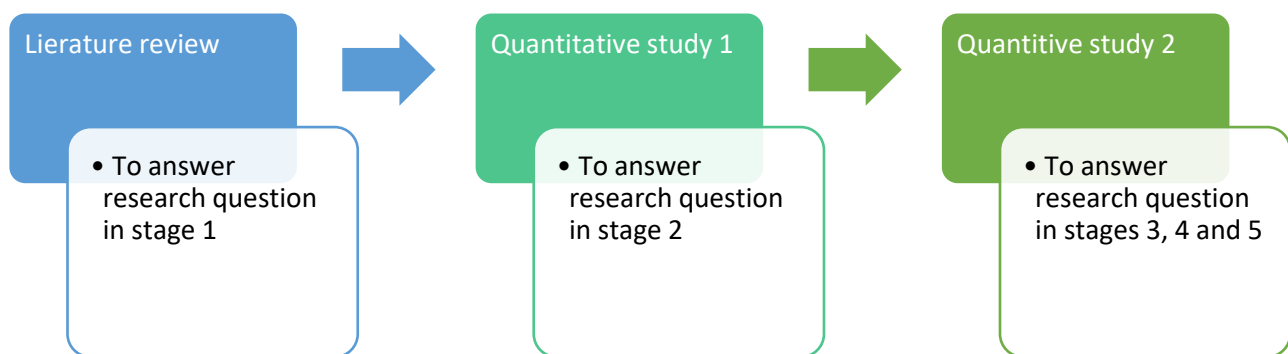 Lierature review
• To answer
research question
in stage 1
Quantitative study 1
• To answer
research question
in stage 2
Quantitive study 2
• To answer
research question
in stages 3, 4 and 5